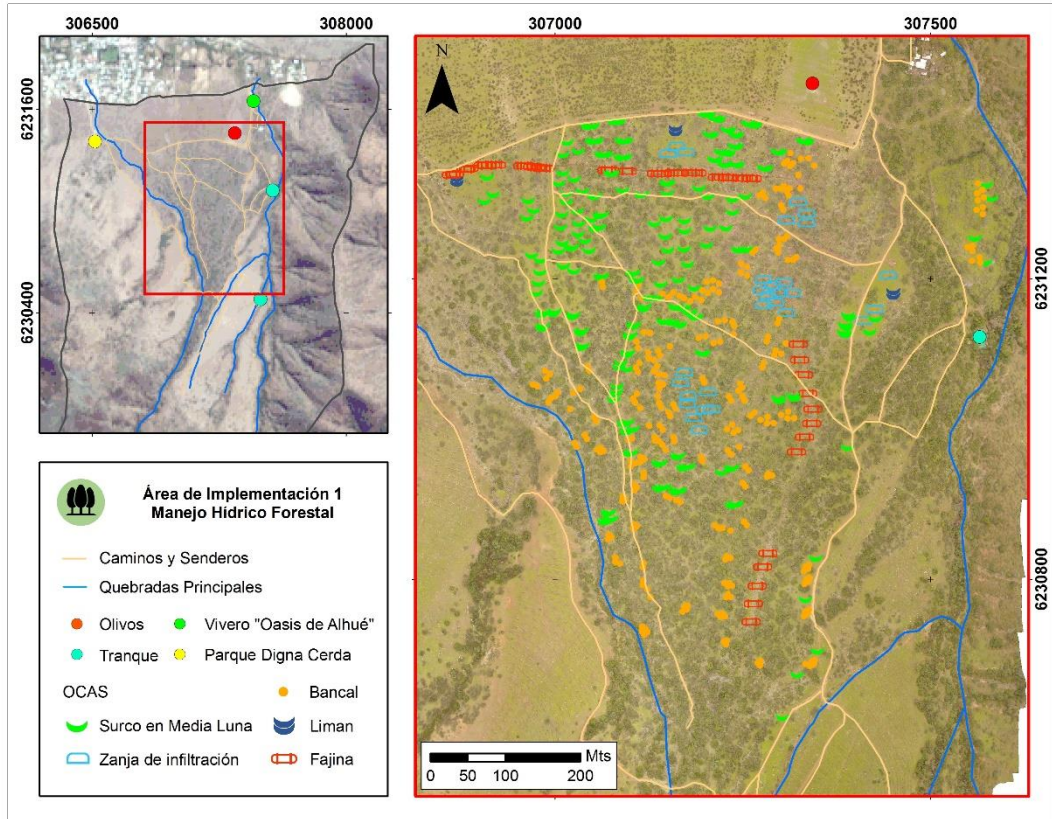 306500 308000
307000 307500
6231600
6230400
N
6231200
6230800
Área de Implementación 1
Manejo Hídrico Forestal
Caminos y Senderos
Quebradas Principales
Olivos
Vivero "Oasis de Alhué"
Tranque
Parque Digna Cerda
OCAS
Bancal
Surco en Media Luna
Liman
Zanja de infiltración
Fajina
Mts
0 50 100 200